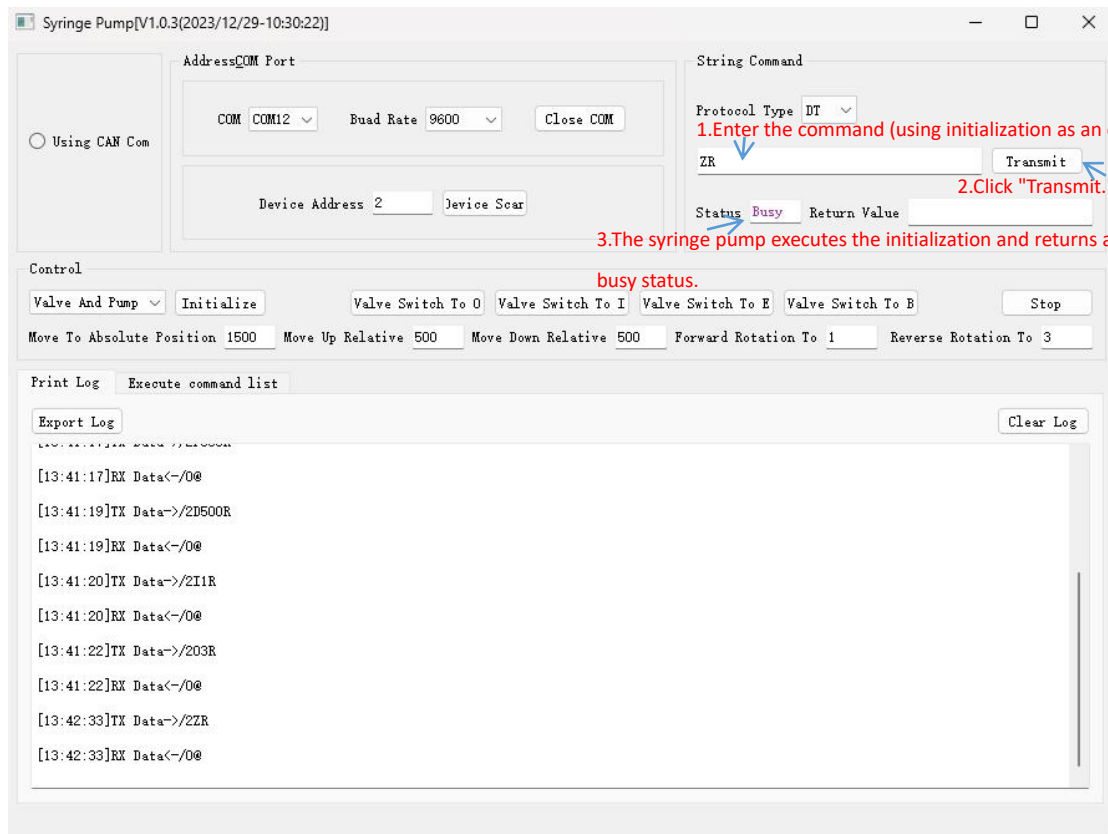 Syringe Pump[V1.0.3(2023/12/29-10:30:22)]
AddressCOM Port
String Command
Using CAN Com
COM COM12 Buad Rate 9600 Close COM
Protocol Type DT
1.Enter the command (using initialization as an
ZR Transmit
2.Click "Transmit.
Device Address 2 Device Scar
Status Busy Return Value
3.The syringe pump executes the initialization and returns a
busy status.
Control
Valve And Pump Initialize Valve Switch To O Valve Switch To I Valve Switch To E Valve Switch To B Stop
Move To Absolute Position 1500 Move Up Relative 500 Move Down Relative 500 Forward Rotation To 1 Reverse Rotation To 3
Print Log Execute command list
Export Log Clear Log
[13:41:17]RX Data<-/0@
[13:41:19]TX Data->/2D500R
[13:41:19]RX Data<-/0@
[13:41:20]TX Data->/2I1R
[13:41:20]RX Data<-/0@
[13:41:22]TX Data->/2O3R
[13:41:22]RX Data<-/0@
[13:42:33]TX Data->/2ZR
[13:42:33]RX Data<-/0@